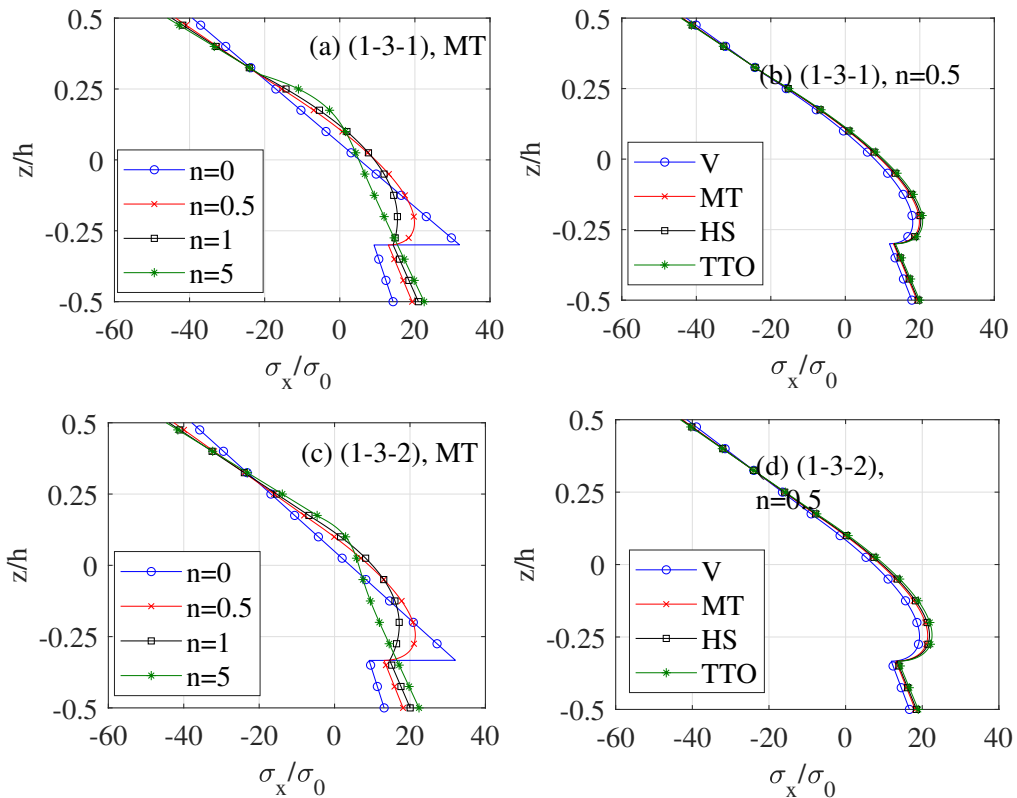 0.5
0.25
0
-0.25
-0.5
z/h
(a) (1-3-1), MT
n=0
n=0.5
n=1
n=5
-60 -40 -20 0 20 40
σx/σ0
0.5
0.25
0
-0.25
-0.5
z/h
(b) (1-3-1), n=0.5
V
MT
HS
TTO
-60 -40 -20 0 20 40
σx/σ0
0.5
0.25
0
-0.25
-0.5
z/h
(c) (1-3-2), MT
n=0
n=0.5
n=1
n=5
-60 -40 -20 0 20 40
σx/σ0
0.5
0.25
0
-0.25
-0.5
z/h
(d) (1-3-2),
n=0.5
V
MT
HS
TTO
-60 -40 -20 0 20 40
σx/σ0